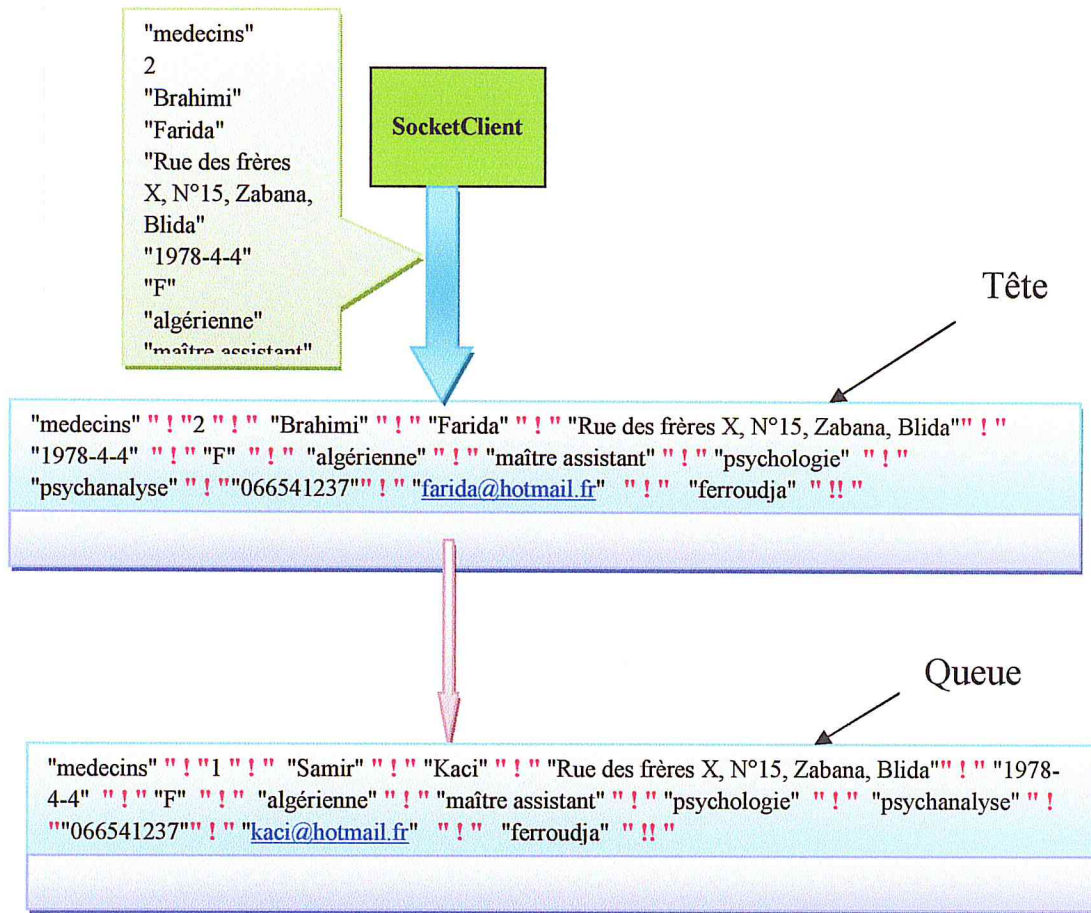 "medecins"
2
"Brahimi"
"Farida"
"Rue des frères
X, N°15, Zabana,
Blida"
"1978-4-4"
"F"
"algérienne"
"maître assistant"
SocketClient
Tête
"medecins" "!"2 "!" "Brahimi" "!" "Farida" "!" "Rue des frères X, N°15, Zabana, Blida""!"
"1978-4-4" "!" "F" "!" "algérienne" "!" "maître assistant" "!" "psychologie" "!"
"psychanalyse" "!""066541237""!" "farida@hotmail.fr" "!" "ferroudja" "!!"
Queue
"medecins" "!"1 "!" "Samir" "!" "Kaci" "!" "Rue des frères X, N°15, Zabana, Blida""!" "1978-
4-4" "!" "F" "!" "algérienne" "!" "maître assistant" "!" "psychologie" "!" "psychanalyse" "!
""066541237""!" "kaci@hotmail.fr" "!" "ferroudja" "!!"